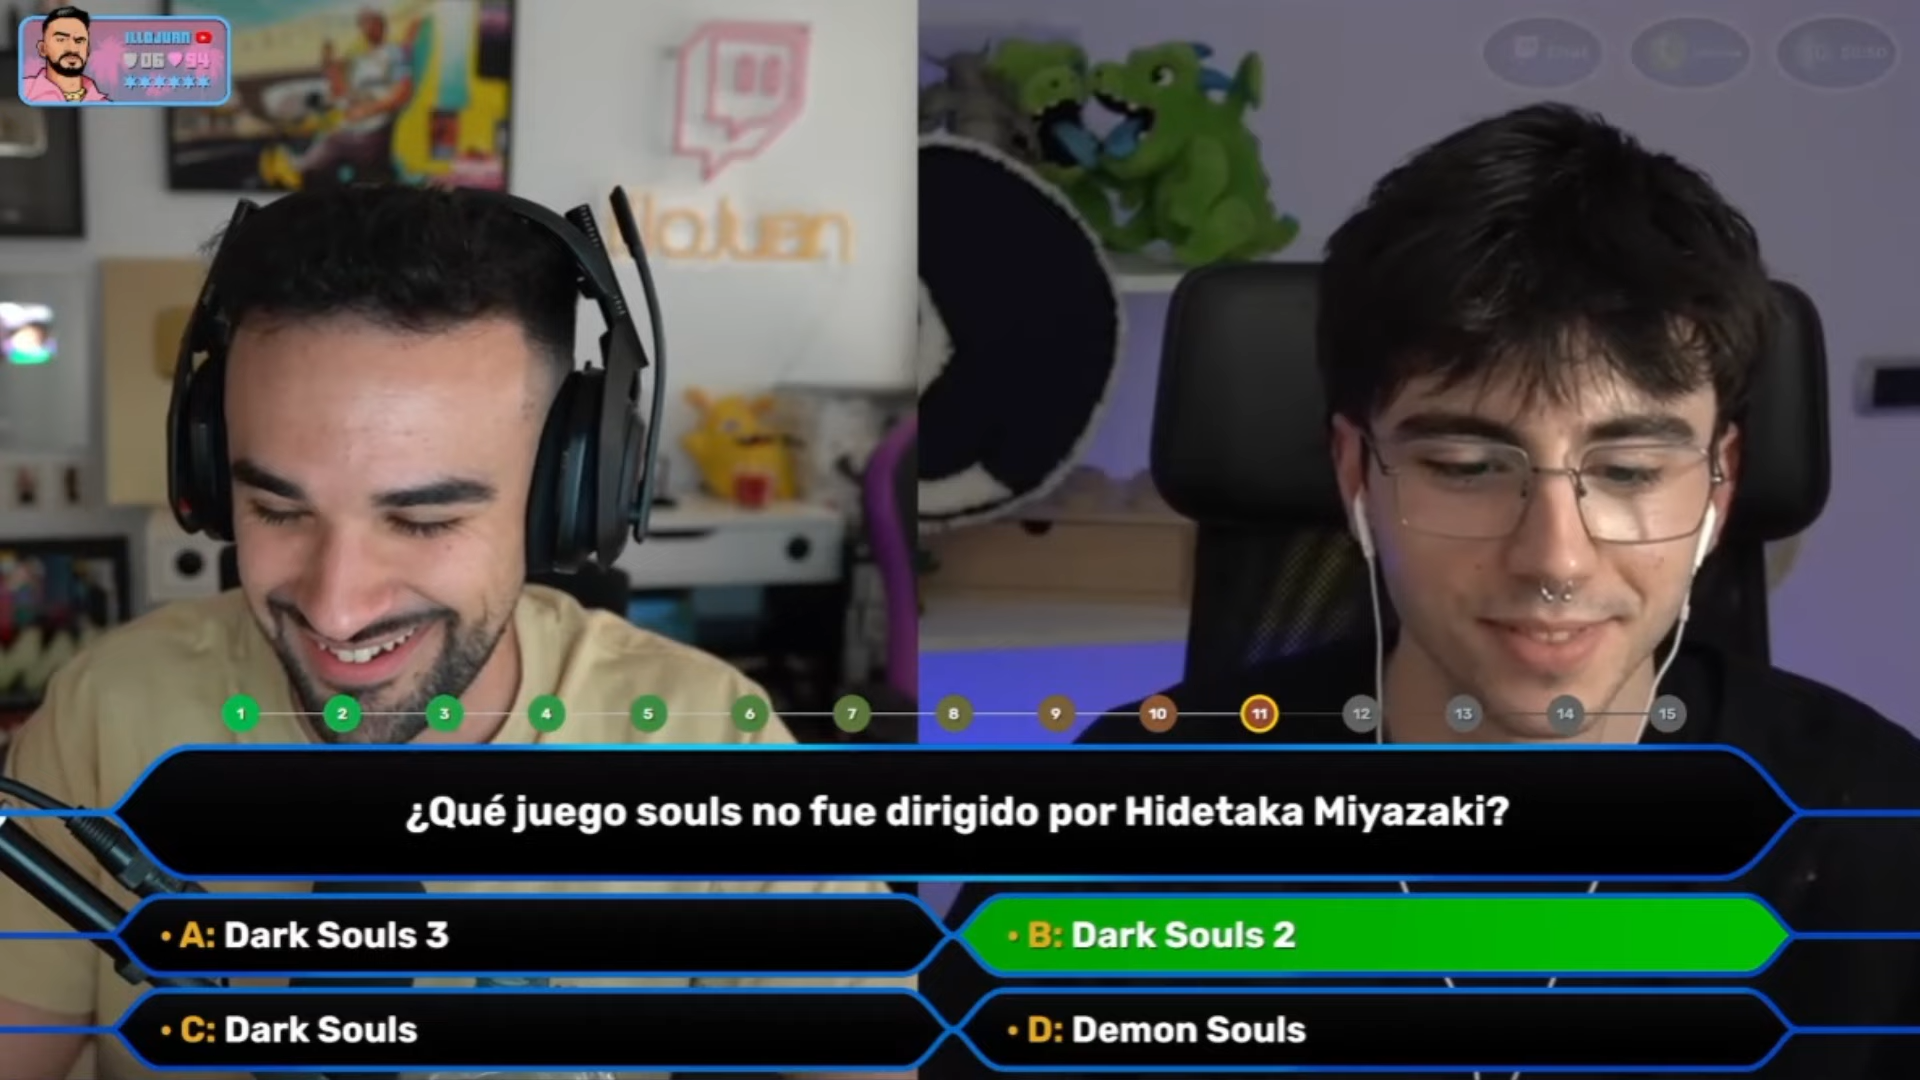 ILLOJUAN
06 94
illoJuan
1 2 3 4 5 6 7 8 9 10 11 12 13 14 15
¿Qué juego souls no fue dirigido por Hidetaka Miyazaki?
• A: Dark Souls 3
• B: Dark Souls 2
• C: Dark Souls
• D: Demon Souls